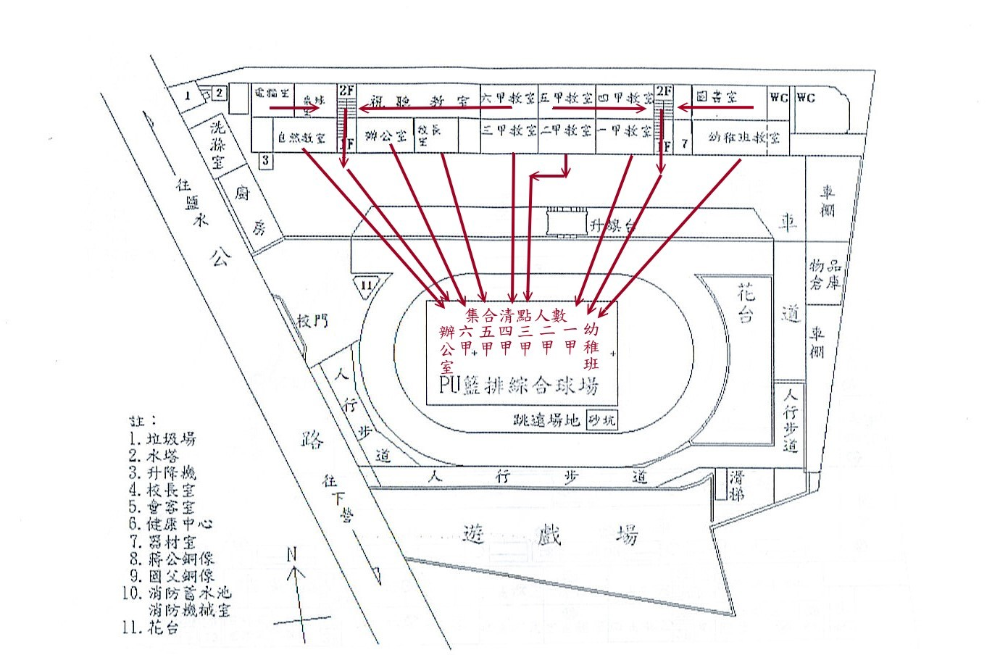 1
2
電腦室
桌球室
2F
視聽教室
六甲教室
五甲教室
四甲教室
2F
圖書室
WC
WC
洗滌室
自然教室
1F
辦公室
校長室
三甲教室
二甲教室
一甲教室
1F
7
幼稚班教室
3
往鹽水
廚房
升旗台
車棚
車道
公路
物品倉庫
11
花台
校門
集合清點人數
辦公室
六甲
五甲
四甲
三甲
二甲
一甲
幼稚班
車棚
PU籃排綜合球場
人行步道
跳遠場地
砂坑
人行步道
人行步道
滑梯
往下營
遊戲場
N
註：
1. 垃圾場
2. 水塔
3. 升降機
4. 校長室
5. 會客室
6. 健康中心
7. 器材室
8. 蔣公銅像
9. 國父銅像
10. 消防蓄水池
消防機械室
11. 花台